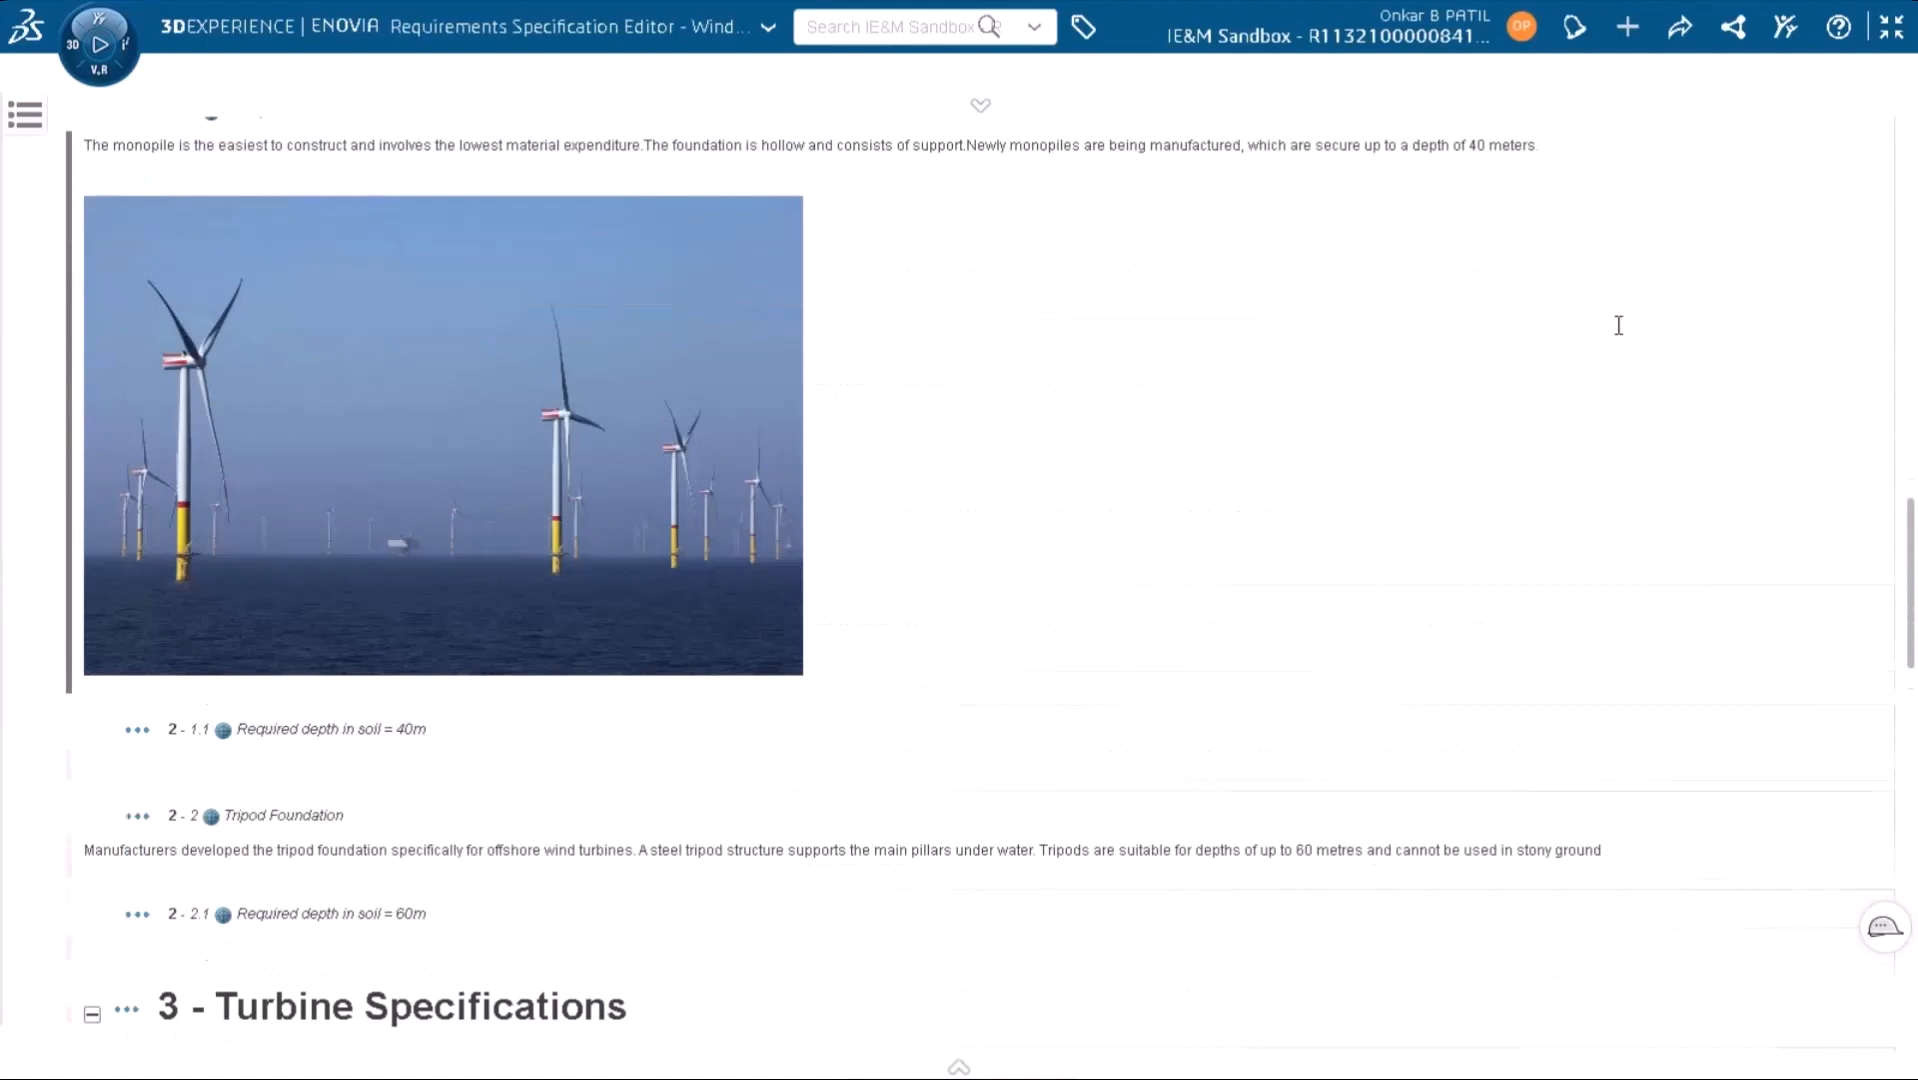 3DEXPERIENCE | ENOVIA Requirements Specification Editor - Wind...
Search IE&M Sandbox
Onkar B PATIL
IE&M Sandbox - R1132100000841...
OP
3D
V,R
The monopile is the easiest to construct and involves the lowest material expenditure.The foundation is hollow and consists of support.Newly monopiles are being manufactured, which are secure up to a depth of 40 meters.
2 - 1.1 Required depth in soil = 40m
2 - 2 Tripod Foundation
Manufacturers developed the tripod foundation specifically for offshore wind turbines. A steel tripod structure supports the main pillars under water. Tripods are suitable for depths of up to 60 metres and cannot be used in stony ground
2 - 2.1 Required depth in soil = 60m
3 - Turbine Specifications